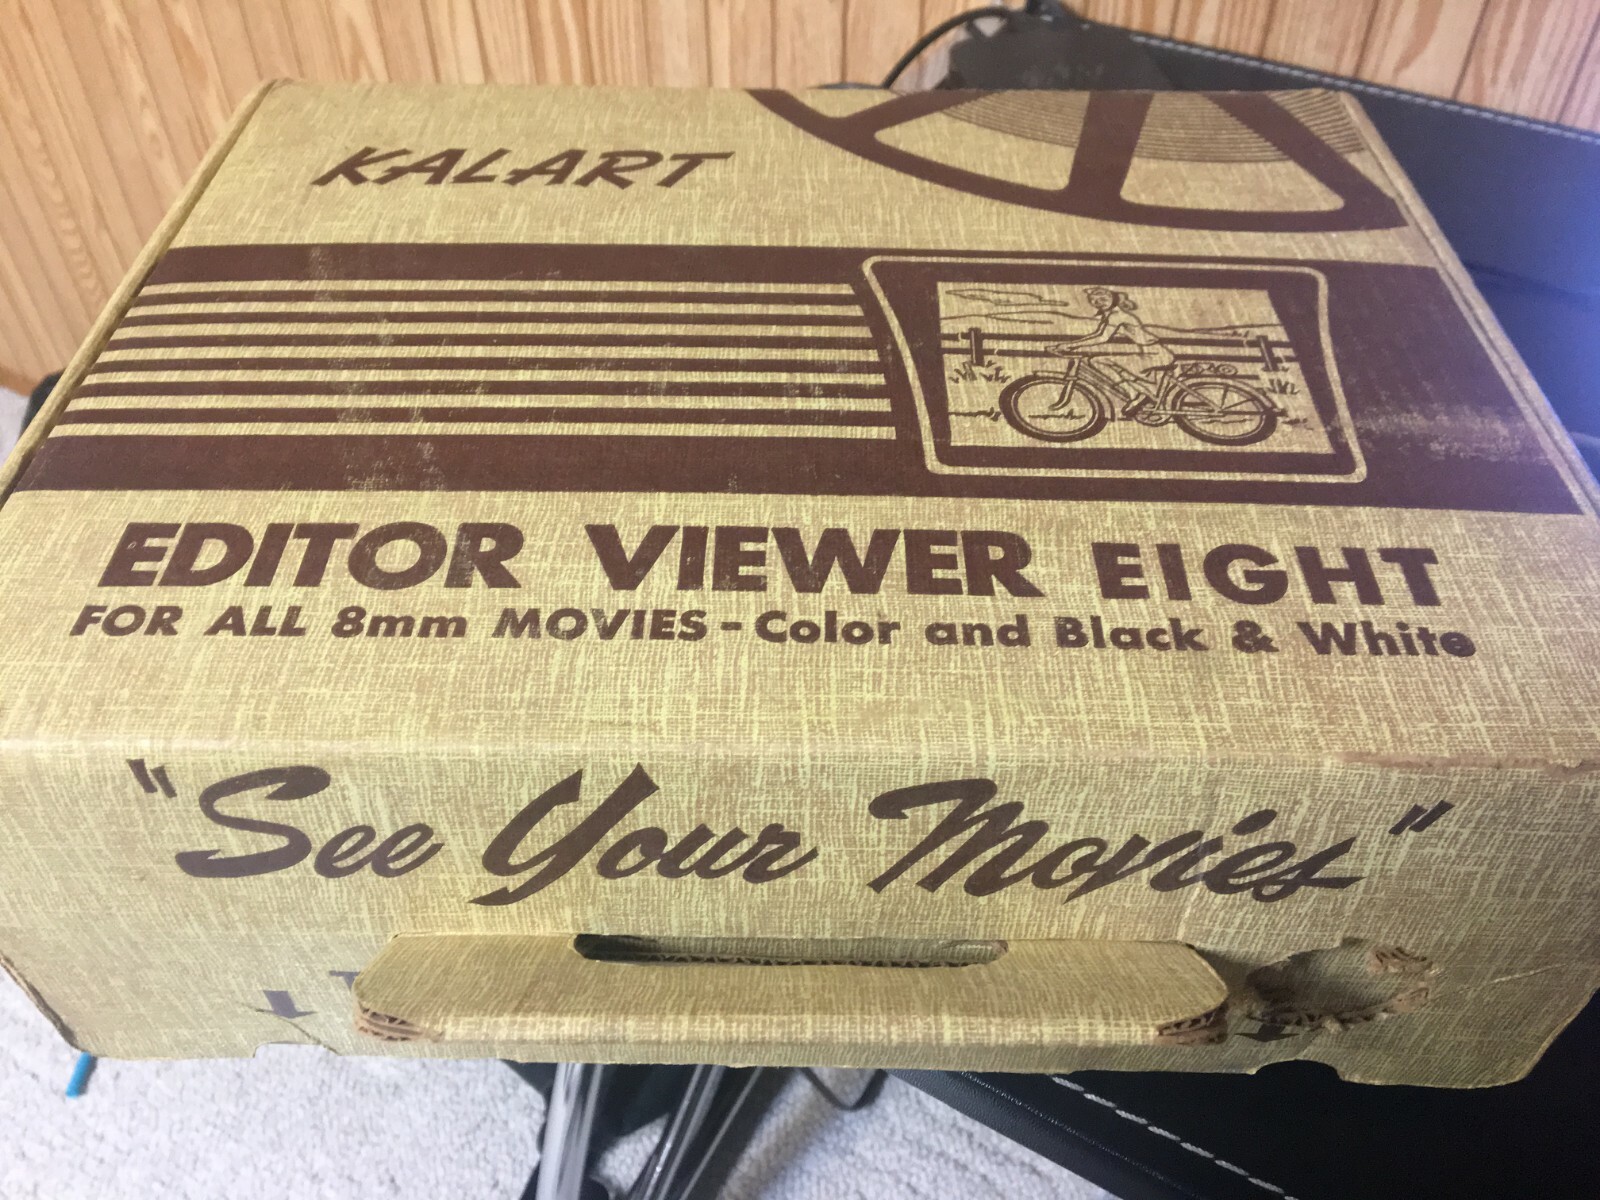 KALART
EDITOR VIEWER EIGHT
FOR ALL 8mm MOVIES - Color and Black & White
"See Your Movies"